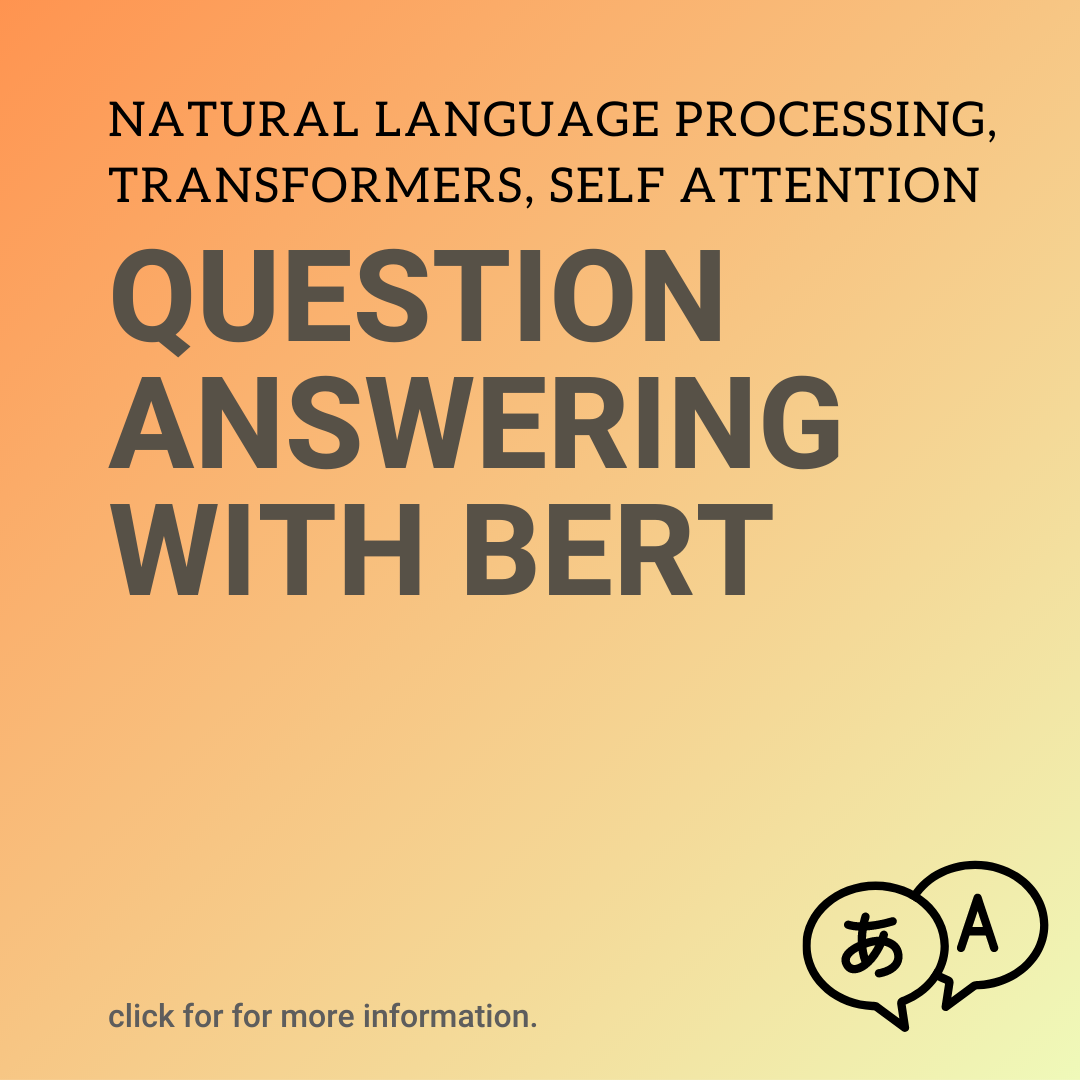 NATURAL LANGUAGE PROCESSING,
TRANSFORMERS, SELF ATTENTION
QUESTION
ANSWERING
WITH BERT
あ A
click for for more information.